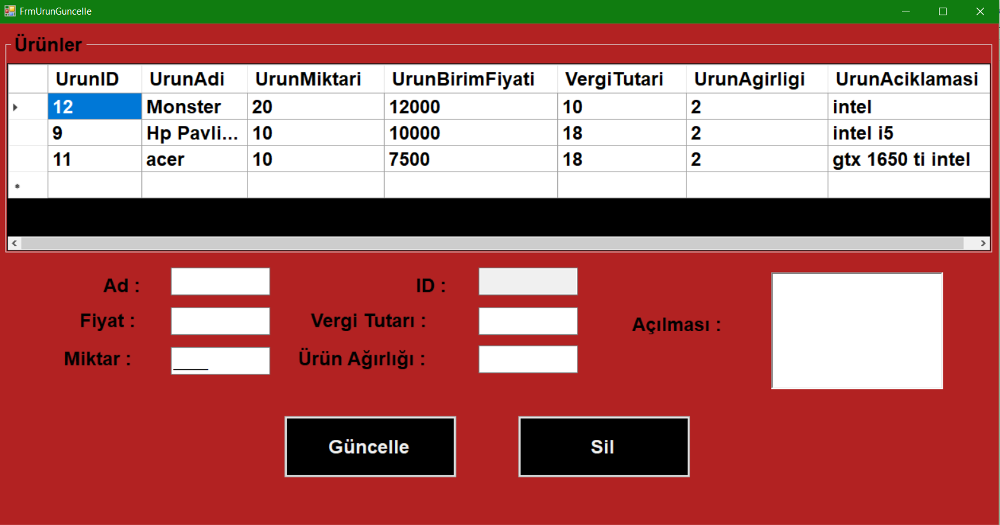 FrmUrunGuncelle
Ürünler
UrunID UrunAdi UrunMiktari UrunBirimFiyati VergiTutari UrunAgirligi UrunAciklamasi
12 Monster 20 12000 10 2 intel
9 Hp Pavli... 10 10000 18 2 intel i5
11 acer 10 7500 18 2 gtx 1650 ti intel
Ad : ID :
Fiyat : Vergi Tutarı : Açılması :
Miktar : ____ Ürün Ağırlığı :
Güncelle Sil